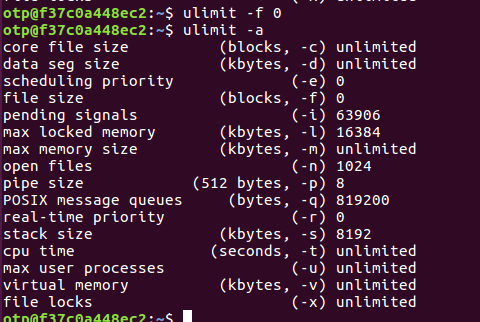 otp@f37c0a448ec2:~$ ulimit -f 0
otp@f37c0a448ec2:~$ ulimit -a
core file size          (blocks, -c) unlimited
data seg size           (kbytes, -d) unlimited
scheduling priority             (-e) 0
file size               (blocks, -f) 0
pending signals                 (-i) 63906
max locked memory       (kbytes, -l) 16384
max memory size         (kbytes, -m) unlimited
open files                      (-n) 1024
pipe size            (512 bytes, -p) 8
POSIX message queues     (bytes, -q) 819200
real-time priority              (-r) 0
stack size              (kbytes, -s) 8192
cpu time               (seconds, -t) unlimited
max user processes              (-u) unlimited
virtual memory          (kbytes, -v) unlimited
file locks                      (-x) unlimited
otp@f37c0a448ec2:~$